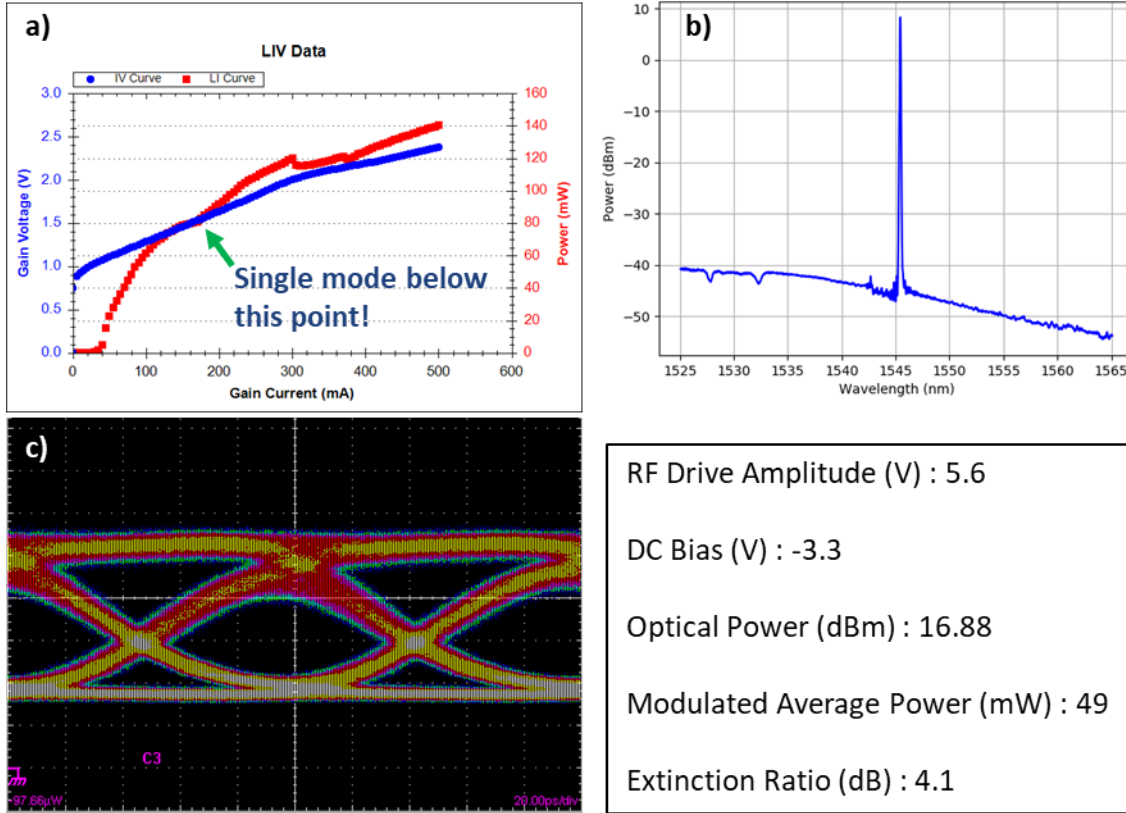 a)
LIV Data
IV Curve LI Curve
3.0
2.5
2.0
1.5
1.0
0.5
0.0
Gain Voltage (V)
160
140
120
100
80
60
40
20
0
Power (mW)
Single mode below
this point!
0 100 200 300 400 500 600
Gain Current (mA)
b)
10
0
−10
−20
−30
−40
−50
Power (dBm)
1525 1530 1535 1540 1545 1550 1555 1560 1565
Wavelength (nm)
c)
C3
-97.66µW
20.00ps/div
RF Drive Amplitude (V) : 5.6
DC Bias (V) : -3.3
Optical Power (dBm) : 16.88
Modulated Average Power (mW) : 49
Extinction Ratio (dB) : 4.1